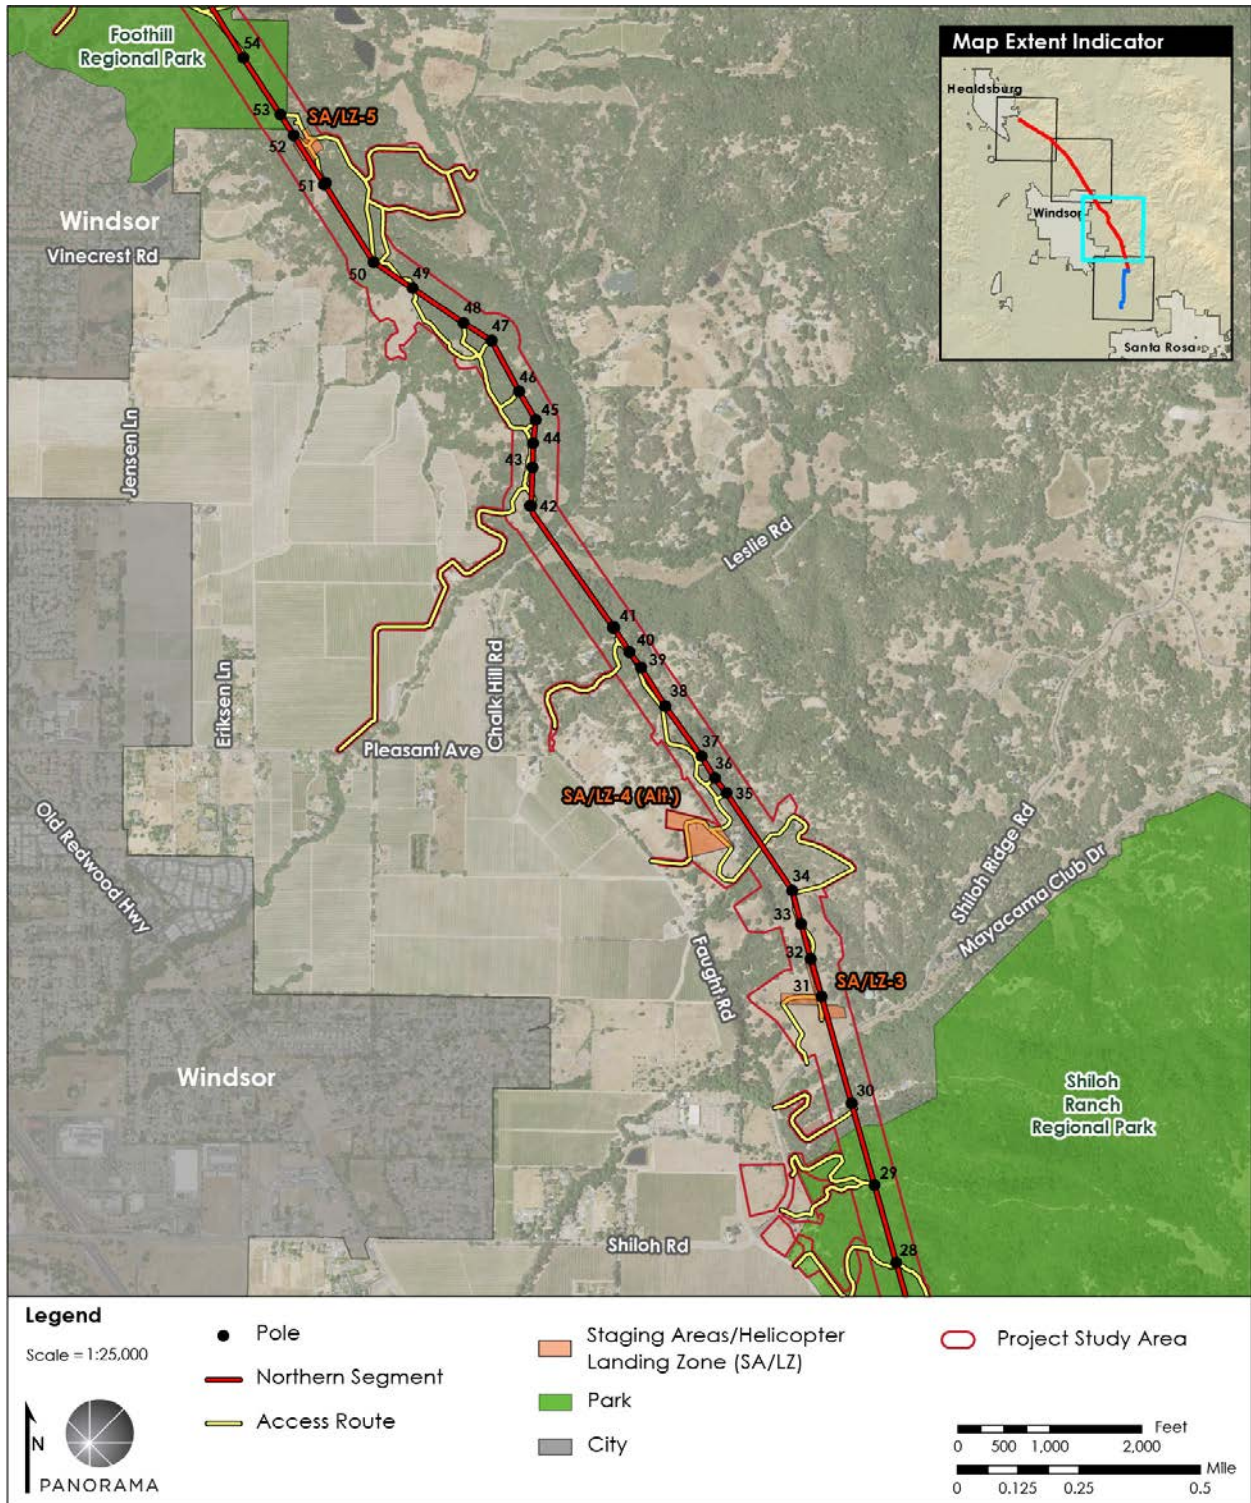 Foothill
Regional Park
54
53
SA/LZ-5
52
51
Windsor
Vinecrest Rd
50
49
48
47
46
45
44
43
42
Jensen Ln
Leslie Rd
41
40
39
38
Chalk Hill Rd
Eriksen Ln
Pleasant Ave
37
36
35
SA/LZ-4 (Alt.)
Old Redwood Hwy
34
33
32
31
SA/LZ-3
Shiloh Ridge Rd
Mayacama Club Dr
Faught Rd
Windsor
30
Shiloh
Ranch
Regional Park
29
28
Shiloh Rd
Map Extent Indicator
Healdsburg
Windsor
Santa Rosa
Legend
Scale = 1:25,000
N
PANORAMA
Pole
Northern Segment
Access Route
Staging Areas/Helicopter
Landing Zone (SA/LZ)
Park
City
Project Study Area
Feet
0 500 1,000 2,000
Mile
0 0.125 0.25 0.5